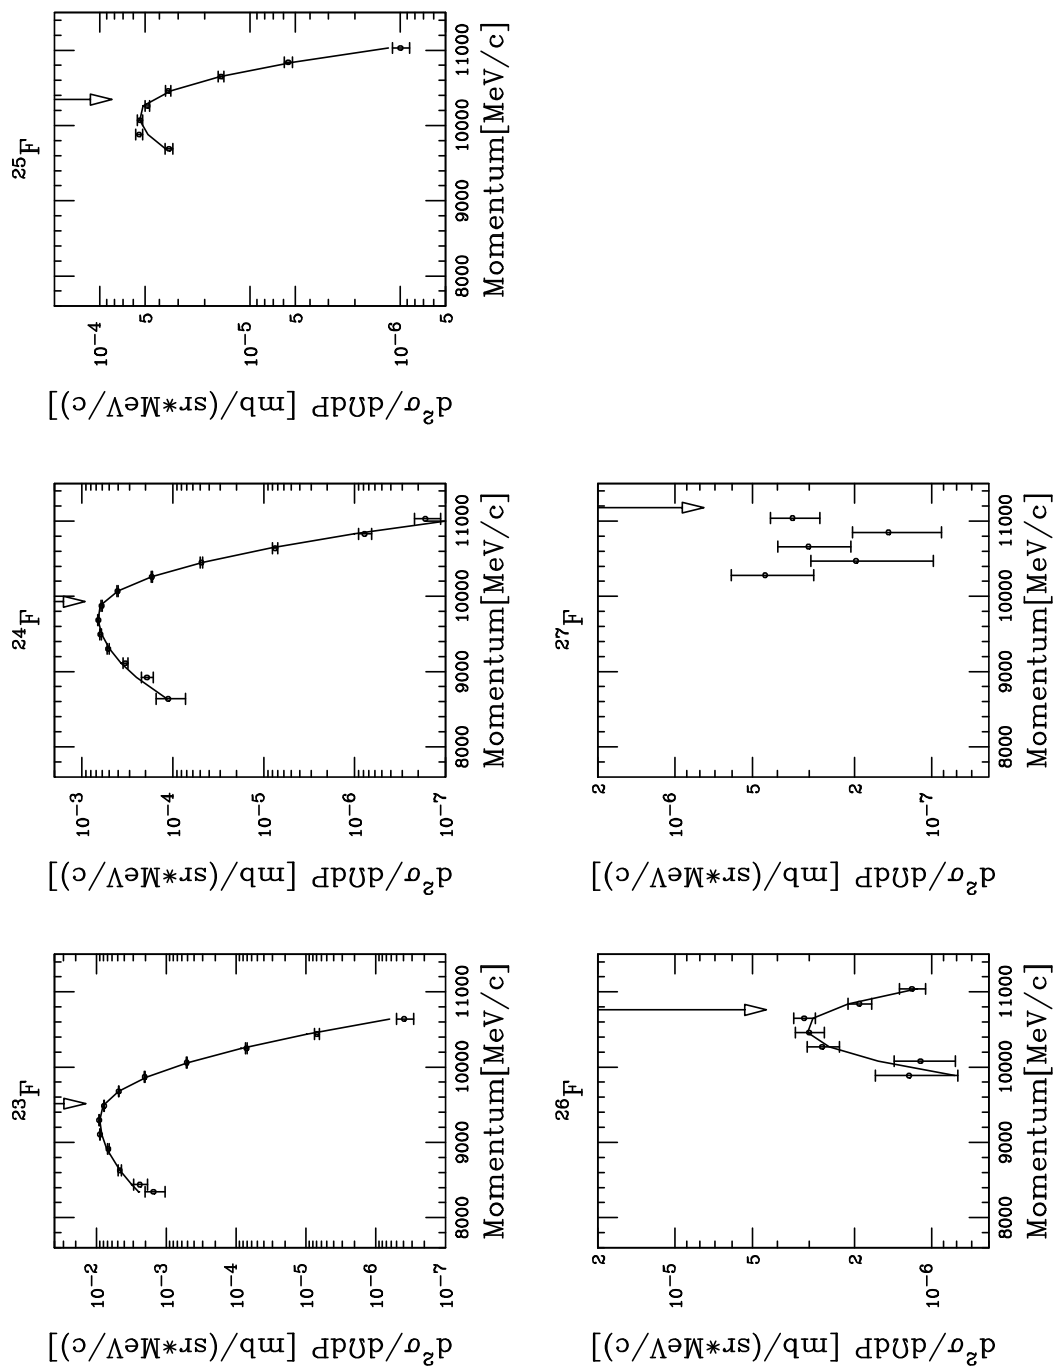 23F
d²σ/dΩdP [mb/(sr*MeV/c)]
10⁻²
10⁻³
10⁻⁴
10⁻⁵
10⁻⁶
10⁻⁷
8000 9000 10000 11000
Momentum[MeV/c]
24F
d²σ/dΩdP [mb/(sr*MeV/c)]
10⁻³
10⁻⁴
10⁻⁵
10⁻⁶
10⁻⁷
8000 9000 10000 11000
Momentum[MeV/c]
25F
d²σ/dΩdP [mb/(sr*MeV/c)]
10⁻⁴
5
10⁻⁵
5
10⁻⁶
5
8000 9000 10000 11000
Momentum[MeV/c]
26F
d²σ/dΩdP [mb/(sr*MeV/c)]
2
10⁻⁵
5
2
10⁻⁶
8000 9000 10000 11000
Momentum[MeV/c]
27F
d²σ/dΩdP [mb/(sr*MeV/c)]
2
10⁻⁶
5
2
10⁻⁷
8000 9000 10000 11000
Momentum[MeV/c]